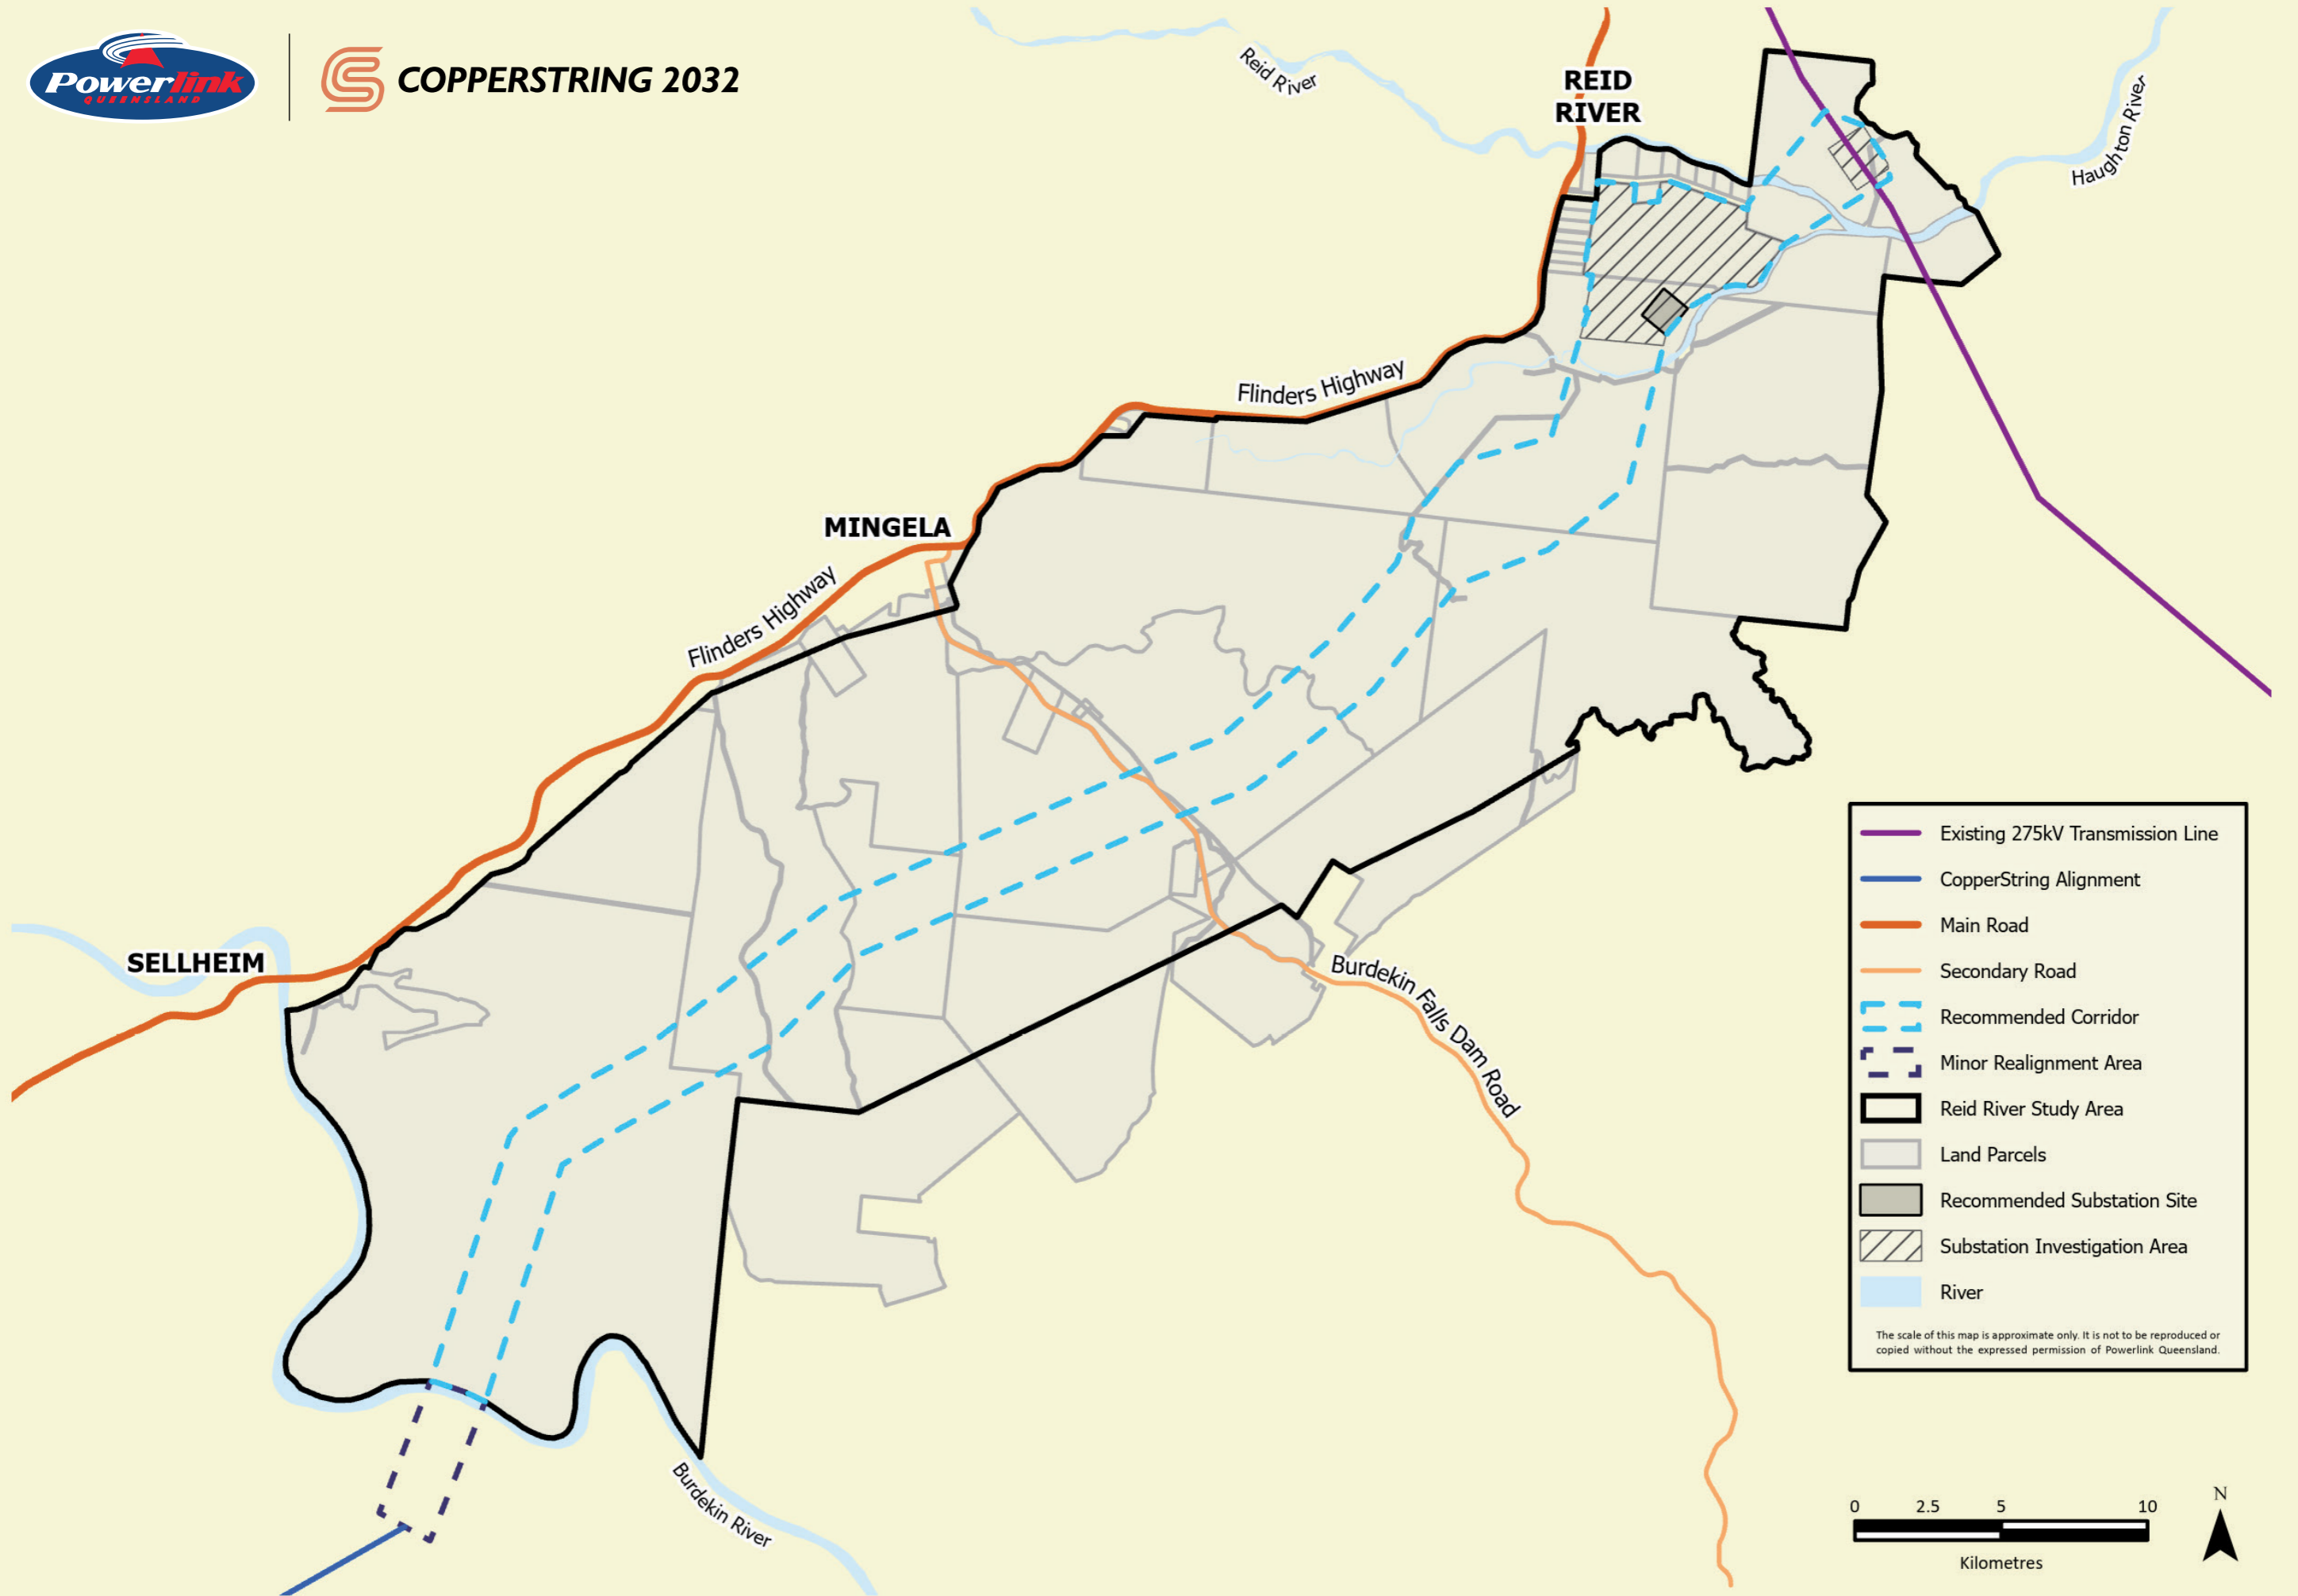 Powerlink
QUEENSLAND
COPPERSTRING 2032
Reid River
REID
RIVER
Haughton River
Flinders Highway
MINGELA
Flinders Highway
SELLHEIM
Burdekin Falls Dam Road
Burdekin River
Existing 275kV Transmission Line
CopperString Alignment
Main Road
Secondary Road
Recommended Corridor
Minor Realignment Area
Reid River Study Area
Land Parcels
Recommended Substation Site
Substation Investigation Area
River
The scale of this map is approximate only. It is not to be reproduced or
copied without the expressed permission of Powerlink Queensland.
0 2.5 5 10
Kilometres
N